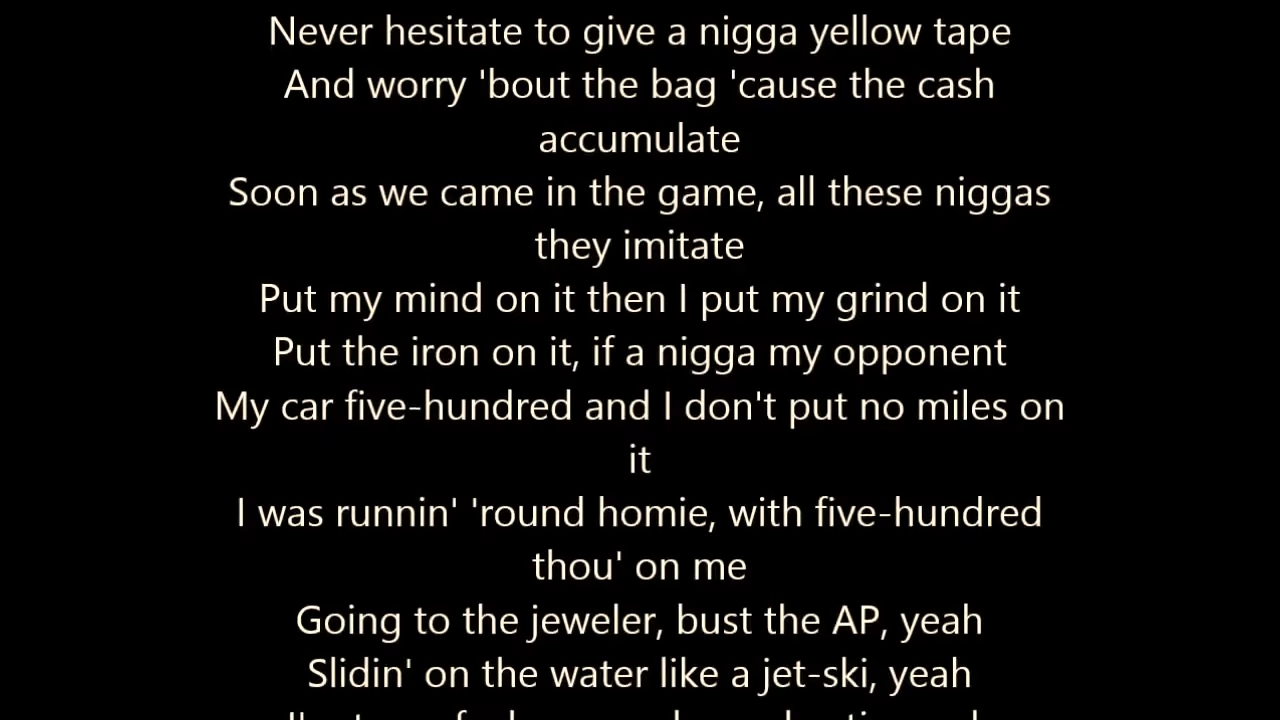 Never hesitate to give a nigga yellow tape
And worry 'bout the bag 'cause the cash
accumulate
Soon as we came in the game, all these niggas
they imitate
Put my mind on it then I put my grind on it
Put the iron on it, if a nigga my opponent
My car five-hundred and I don't put no miles on
it
I was runnin' 'round homie, with five-hundred
thou' on me
Going to the jeweler, bust the AP, yeah
Slidin' on the water like a jet-ski, yeah